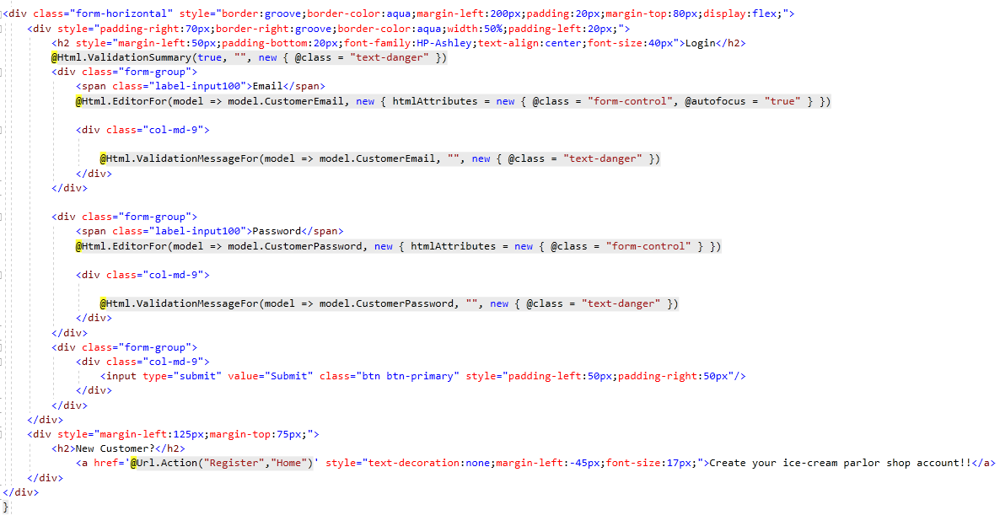 <div class="form-horizontal" style="border:groove;border-color:aqua;margin-left:200px;padding:20px;margin-top:80px;display:flex;">
<div style="padding-right:70px;border-right:groove;border-color:aqua;width:50%;padding-left:20px;">
<h2 style="margin-left:50px;padding-bottom:20px;font-family:HP-Ashley;text-align:center;font-size:40px">Login</h2>
@Html.ValidationSummary(true, "", new { @class = "text-danger" })
<div class="form-group">
<span class="label-input100">Email</span>
@Html.EditorFor(model => model.CustomerEmail, new { htmlAttributes = new { @class = "form-control", @autofocus = "true" } })
<div class="col-md-9">
@Html.ValidationMessageFor(model => model.CustomerEmail, "", new { @class = "text-danger" })
</div>
</div>
<div class="form-group">
<span class="label-input100">Password</span>
@Html.EditorFor(model => model.CustomerPassword, new { htmlAttributes = new { @class = "form-control" } })
<div class="col-md-9">
@Html.ValidationMessageFor(model => model.CustomerPassword, "", new { @class = "text-danger" })
</div>
</div>
<div class="form-group">
<div class="col-md-9">
<input type="submit" value="Submit" class="btn btn-primary" style="padding-left:50px;padding-right:50px"/>
</div>
</div>
</div>
<div style="margin-left:125px;margin-top:75px;">
<h2>New Customer?</h2>
<a href='@Url.Action("Register","Home")' style="text-decoration:none;margin-left:-45px;font-size:17px;">Create your ice-cream parlor shop account!!</a>
</div>
</div>
}